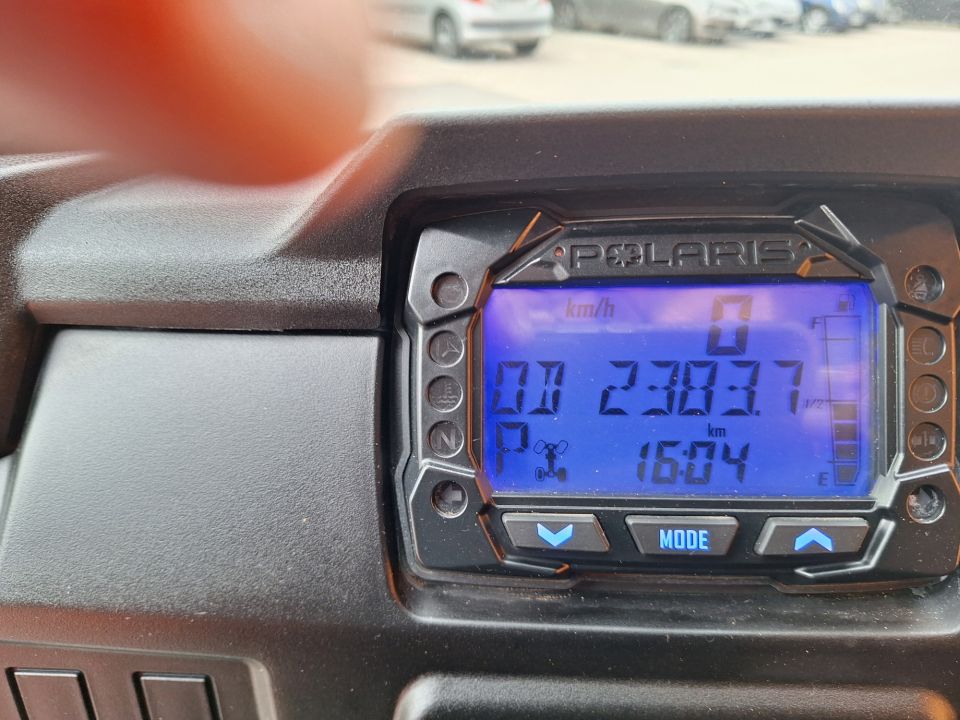 POLARIS
km/h 0
F
OD 2383.7
1/2
km
P 16:04
E
MODE
N